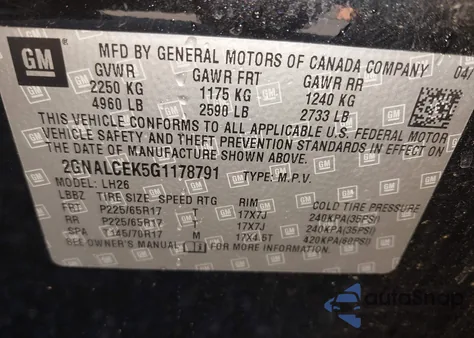 GM MFD BY GENERAL MOTORS OF CANADA COMPANY 04/
GVWR GAWR FRT GAWR RR
2250 KG 1175 KG 1240 KG
4960 LB 2590 LB 2733 LB
THIS VEHICLE CONFORMS TO ALL APPLICABLE U.S. FEDERAL MOTOR
VEHICLE SAFETY AND THEFT PREVENTION STANDARDS IN EFFECT ON
THE DATE OF MANUFACTURE SHOWN ABOVE.
2GNALCEK5G1178791 TYPE: M.P.V.
MODEL: LH26
LBBZ TIRE SIZE SPEED RTG RIM COLD TIRE PRESSURE
FRT P225/65R17 T 17X7J 240KPA(35PSI)
RR P225/65R17 T 17X7J 240KPA(35PSI)
SPA T145/70R17 M 17X4.5T 420KPA(60PSI)
SEE OWNER'S MANUAL FOR MORE INFORMATION.
autoSnap